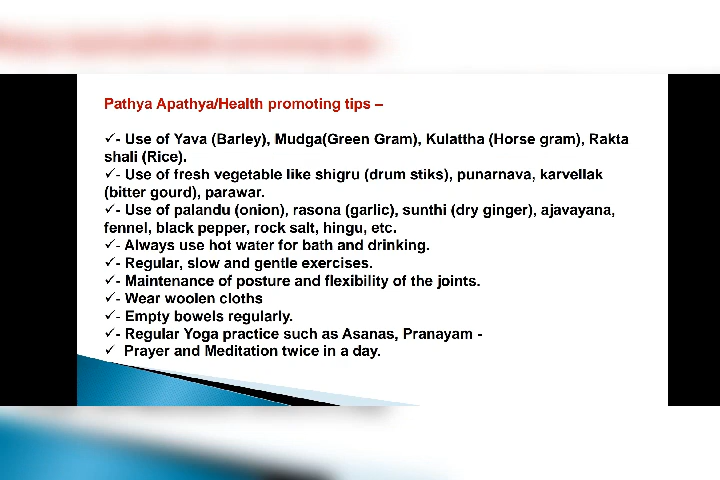 Pathya Apathya/Health promoting tips –
✓- Use of Yava (Barley), Mudga(Green Gram), Kulattha (Horse gram), Rakta
shali (Rice).
✓- Use of fresh vegetable like shigru (drum stiks), punarnava, karvellak
(bitter gourd), parawar.
✓- Use of palandu (onion), rasona (garlic), sunthi (dry ginger), ajavayana,
fennel, black pepper, rock salt, hingu, etc.
✓- Always use hot water for bath and drinking.
✓- Regular, slow and gentle exercises.
✓- Maintenance of posture and flexibility of the joints.
✓- Wear woolen cloths
✓- Empty bowels regularly.
✓- Regular Yoga practice such as Asanas, Pranayam -
✓ Prayer and Meditation twice in a day.